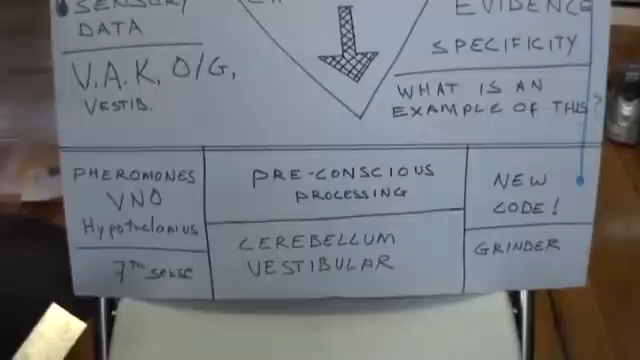 SENSORY
DATA
V.A.K. O/G.
VESTIB.
EVIDENCE
SPECIFICITY
WHAT IS AN
EXAMPLE OF THIS?
PHEROMONES
VNO
Hypothalamus
7TH sense
PRE-CONSCIOUS
PROCESSING
CEREBELLUM
VESTIBULAR
NEW
CODE!
GRINDER